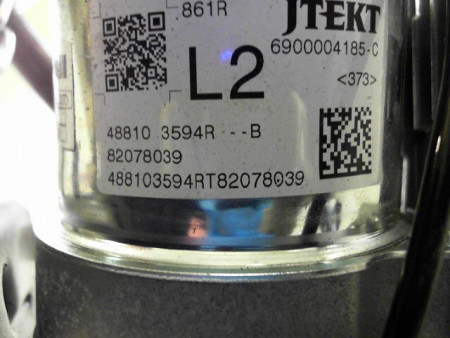 861R
JTEKT
6900004185-C
L2
<373>
48810 3594R ---B
82078039
488103594RT82078039